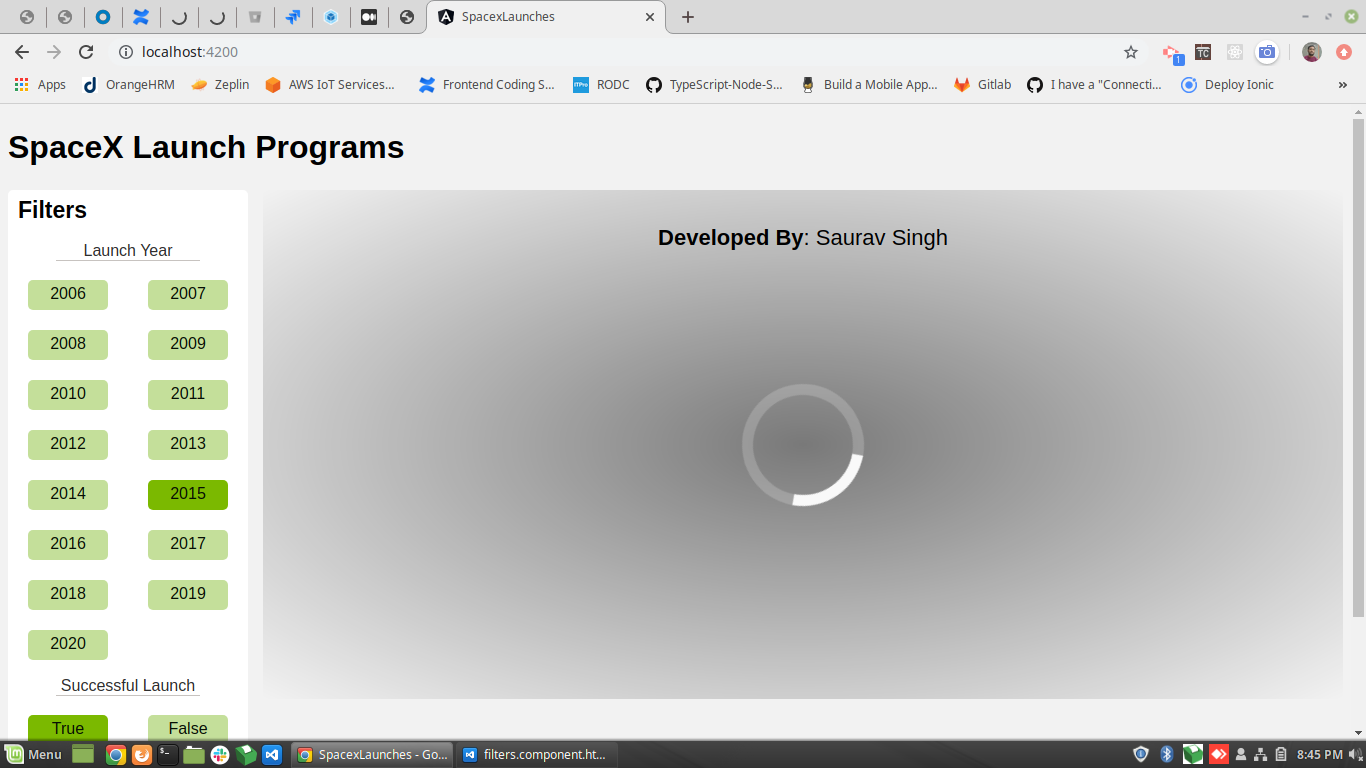 SpacexLaunches
localhost:4200
1
TC
Apps
OrangeHRM
Zeplin
AWS IoT Services...
Frontend Coding S...
ITPro
RODC
TypeScript-Node-S...
Build a Mobile App...
Gitlab
I have a "Connecti...
Deploy Ionic
»
SpaceX Launch Programs
Filters
Developed By: Saurav Singh
Launch Year
2006 2007
2008 2009
2010 2011
2012 2013
2014 2015
2016 2017
2018 2019
2020
Successful Launch
True False
Menu
SpacexLaunches - Go...
filters.component.ht...
8:45 PM